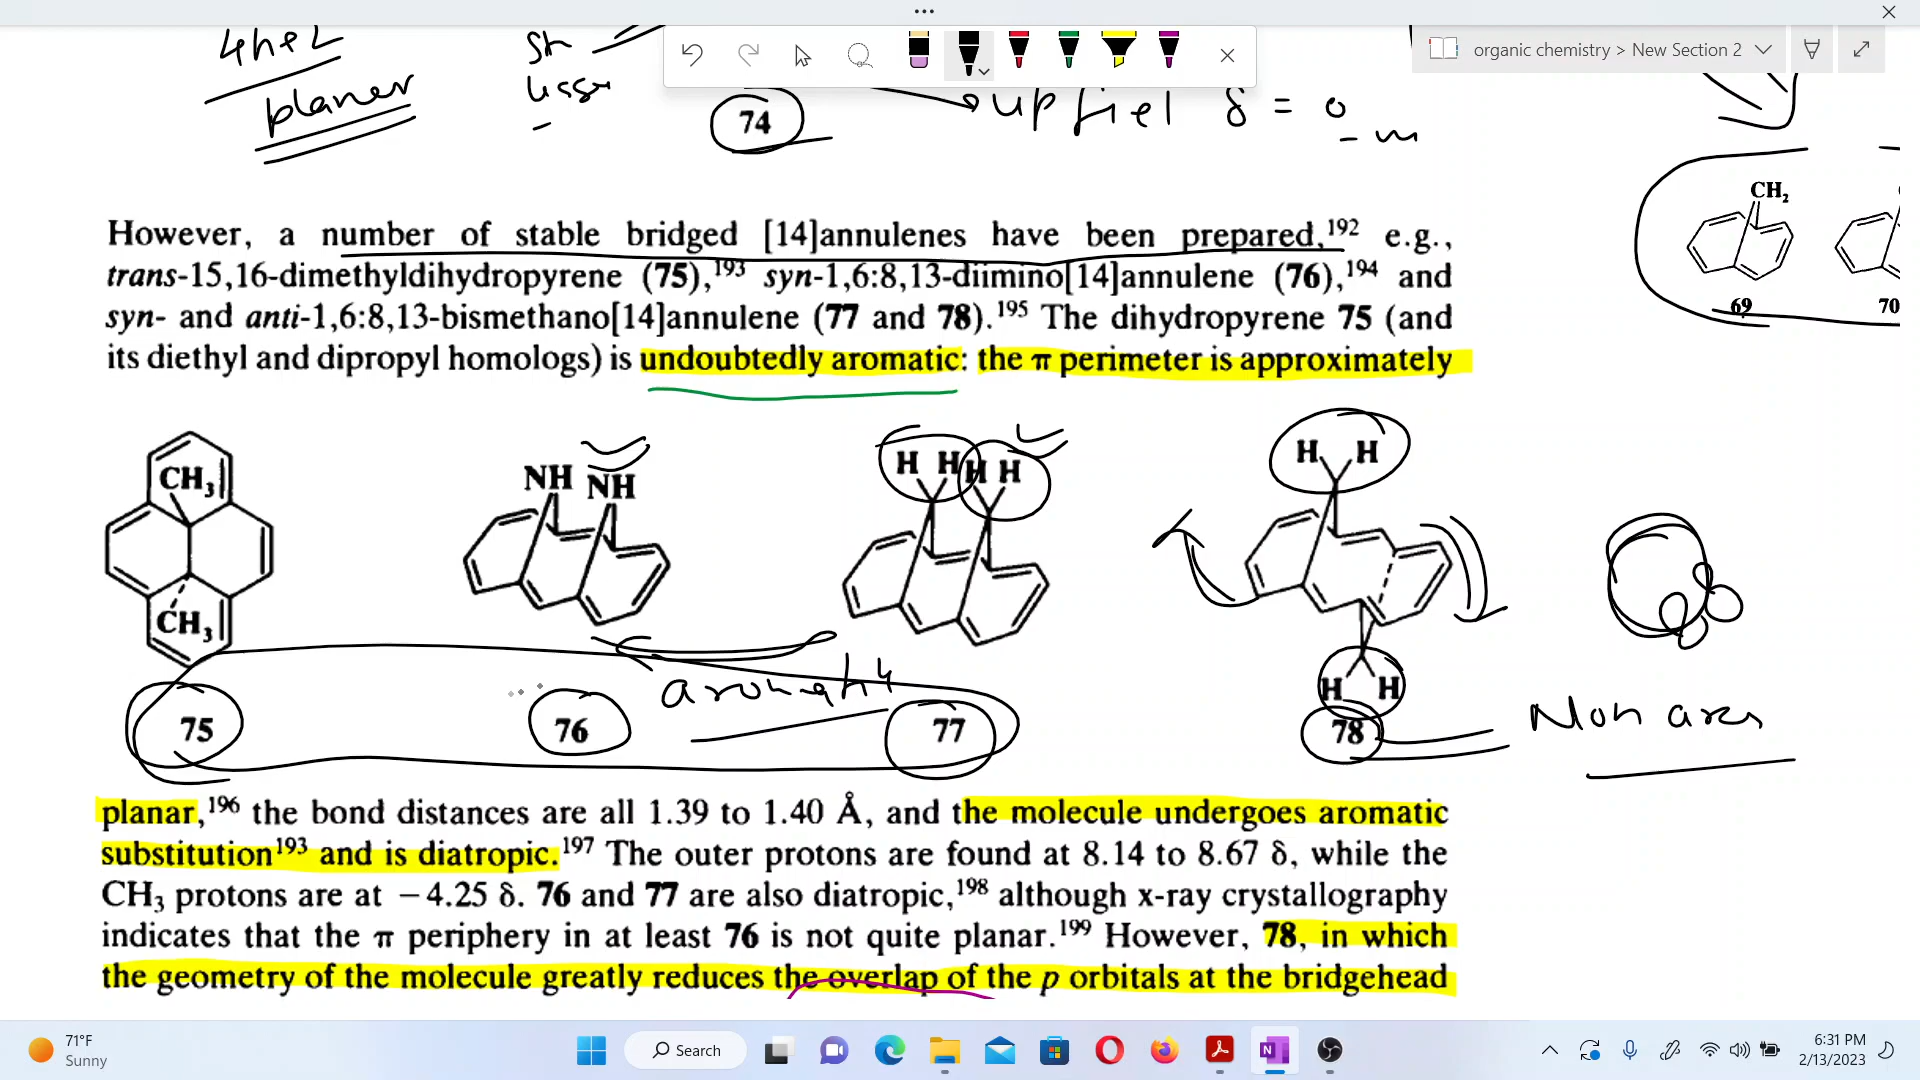 organic chemistry > New Section 2
4n+2
planer
74
up fiel δ = 0
CH2
69
70
However, a number of stable bridged [14]annulenes have been prepared,192 e.g.,
trans-15,16-dimethyldihydropyrene (75),193 syn-1,6:8,13-diimino[14]annulene (76),194 and
syn- and anti-1,6:8,13-bismethano[14]annulene (77 and 78).195 The dihydropyrene 75 (and
its diethyl and dipropyl homologs) is undoubtedly aromatic: the π perimeter is approximately
CH3
CH3
75
NH NH
76
H H H H
77
H H
H H
78
Non aro
planar,196 the bond distances are all 1.39 to 1.40 Å, and the molecule undergoes aromatic
substitution193 and is diatropic.197 The outer protons are found at 8.14 to 8.67 δ, while the
CH3 protons are at −4.25 δ. 76 and 77 are also diatropic,198 although x-ray crystallography
indicates that the π periphery in at least 76 is not quite planar.199 However, 78, in which
the geometry of the molecule greatly reduces the overlap of the p orbitals at the bridgehead
71°F
Sunny
Search
6:31 PM
2/13/2023